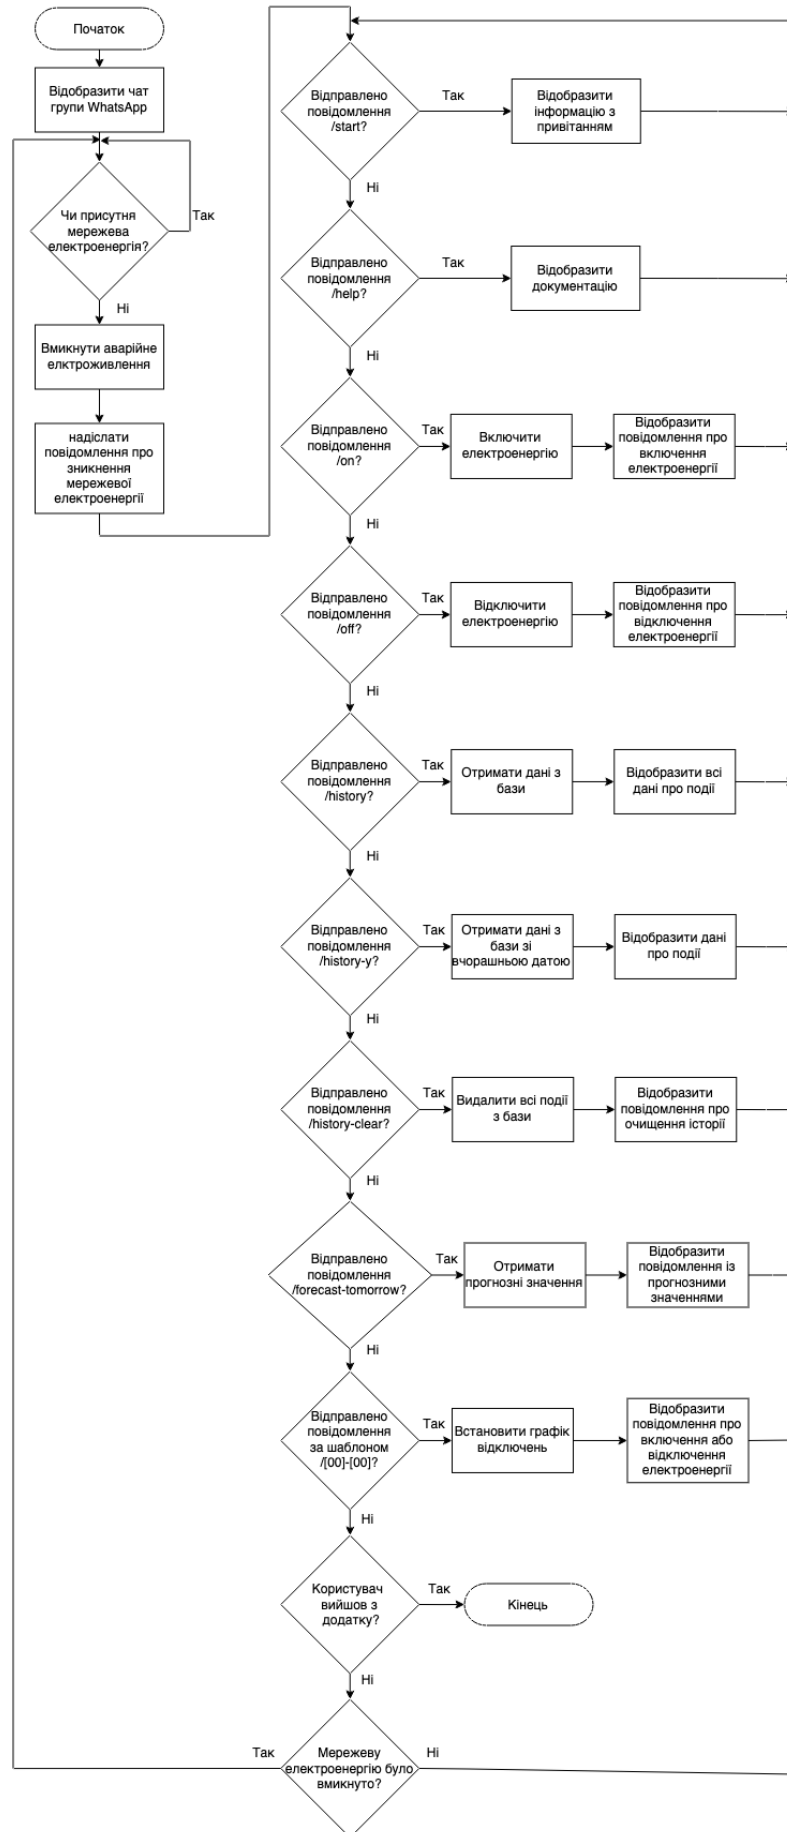 Початок
Відобразити чат
групи WhatsApp
Чи присутня
мережева
електроенергія?
Так
Ні
Вмикнути аварійне
елктроживлення
надіслати
повідомлення про
зникнення
мережевої
електроенергії
Відправлено
повідомлення
/start?
Так
Відобразити
інформацію з
привітанням
Ні
Відправлено
повідомлення
/help?
Так
Відобразити
документацію
Ні
Відправлено
повідомлення
/on?
Так
Включити
електроенергію
Відобразити
повідомлення про
включення
електроенергії
Ні
Відправлено
повідомлення
/off?
Так
Відключити
електроенергію
Відобразити
повідомлення про
відключення
електроенергії
Ні
Відправлено
повідомлення
/history?
Так
Отримати дані з
бази
Відобразити всі
дані про події
Ні
Відправлено
повідомлення
/history-y?
Так
Отримати дані з
бази зі
вчорашньою датою
Відобразити дані
про події
Ні
Відправлено
повідомлення
/history-clear?
Так
Видалити всі події
з бази
Відобразити
повідомлення про
очищення історії
Ні
Відправлено
повідомлення
/forecast-tomorrow?
Так
Отримати
прогнозні значення
Відобразити
повідомлення із
прогнозними
значеннями
Ні
Відправлено
повідомлення
за шаблоном
/[00]-[00]?
Так
Встановити графік
відключень
Відобразити
повідомлення про
включення або
відключення
електроенергії
Ні
Користувач
вийшов з
додатку?
Так
Кінець
Ні
Мережеву
електроенергію було
вмикнуто?
Так
Ні